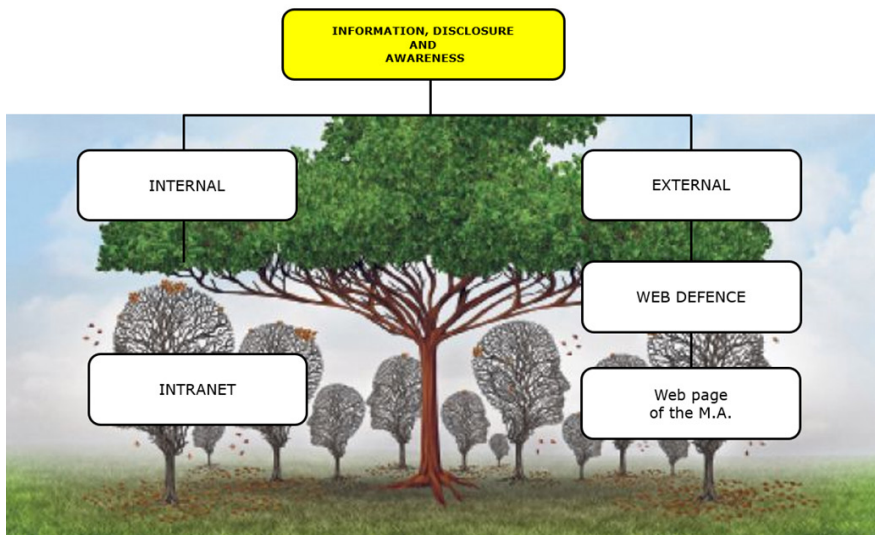 INFORMATION, DISCLOSURE
AND
AWARENESS
INTERNAL
EXTERNAL
WEB DEFENCE
INTRANET
Web page
of the M.A.